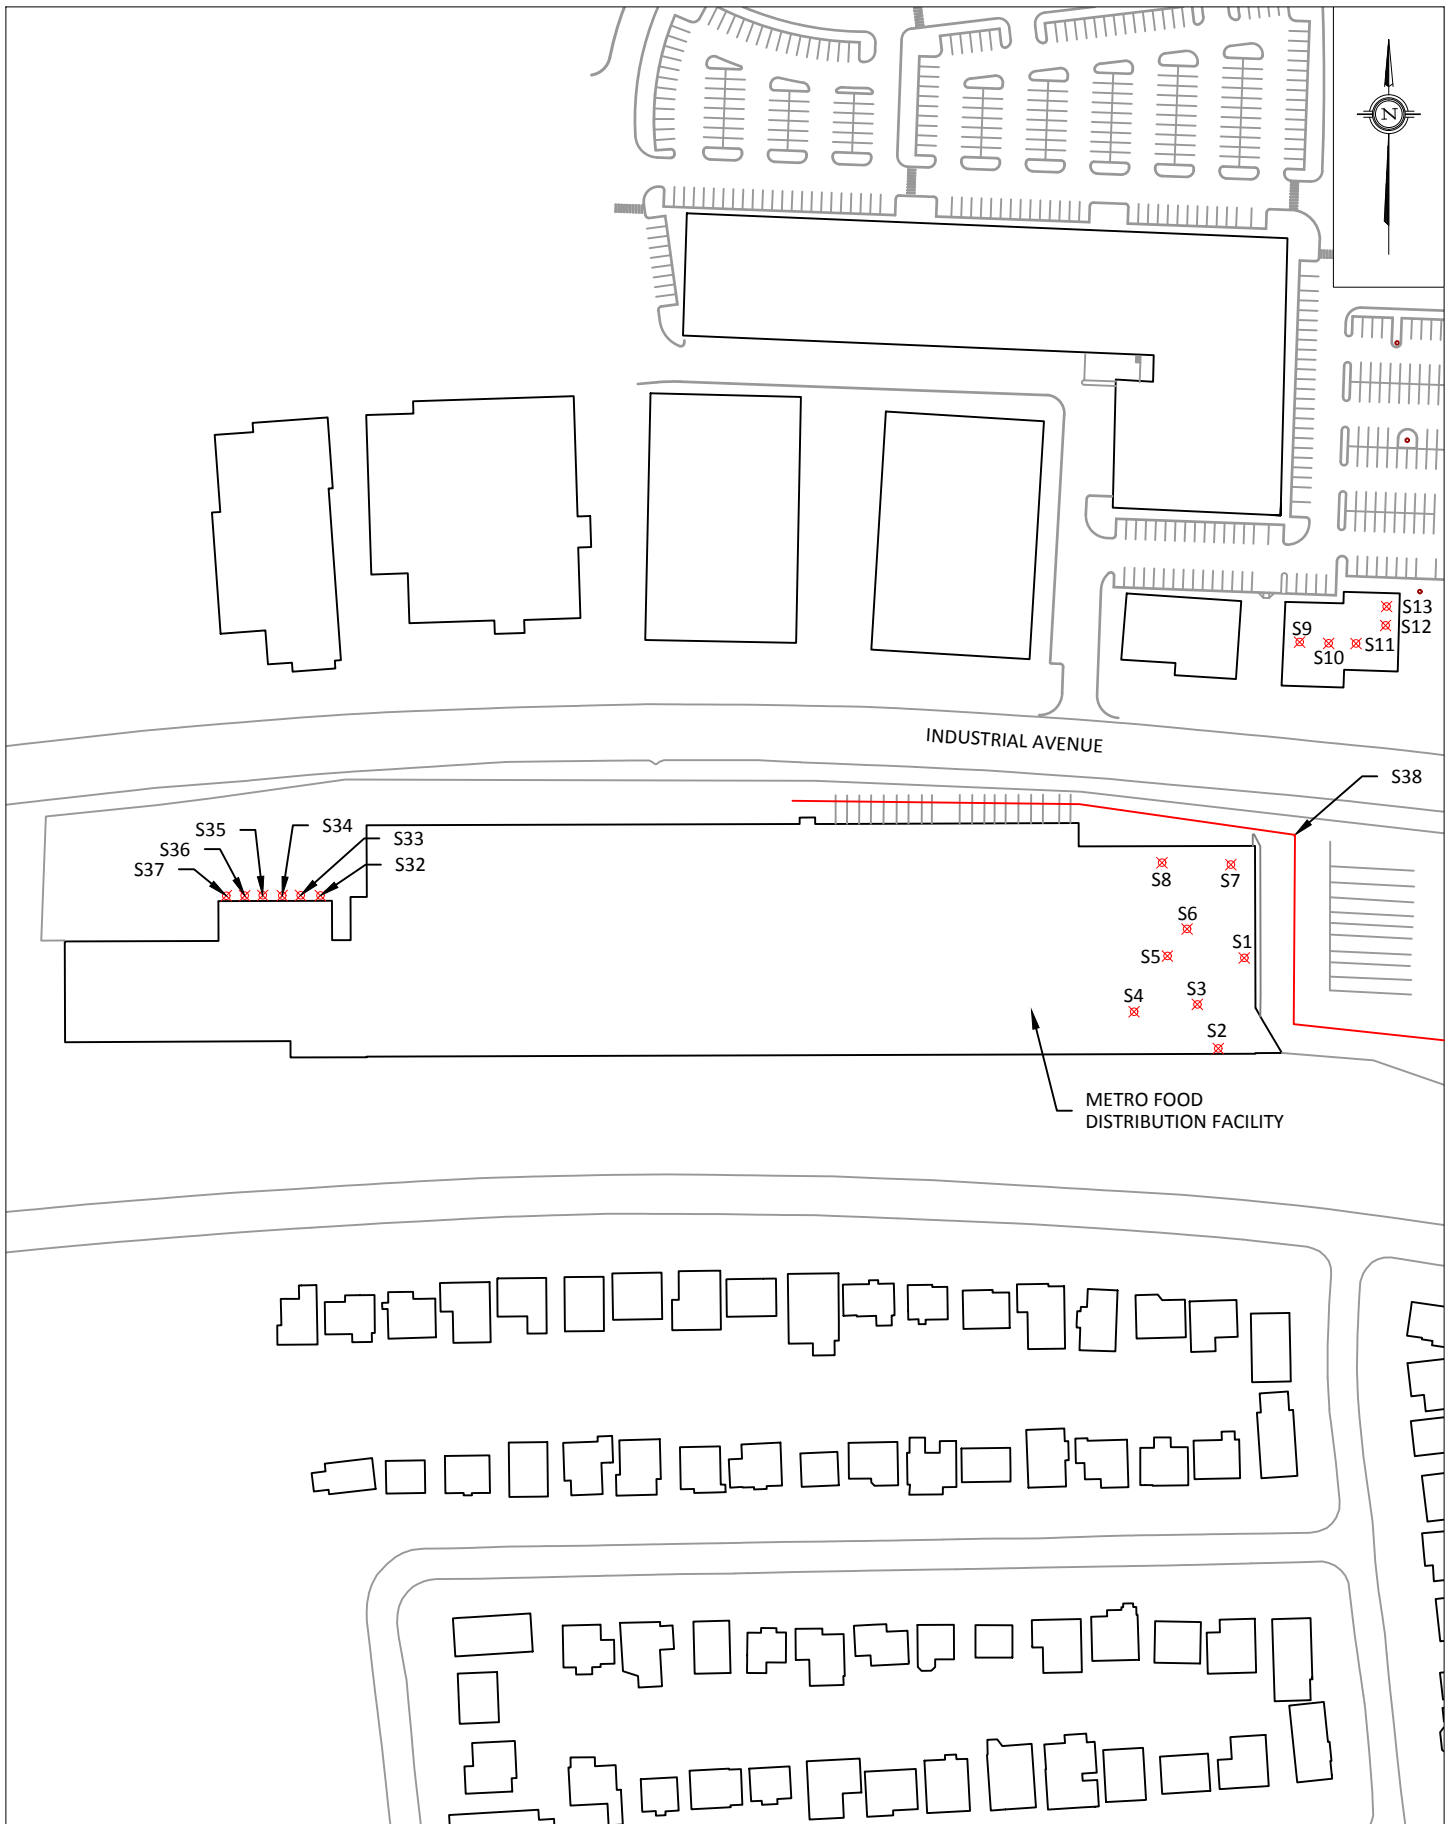 N
S13
S12
S9
S10
S11
INDUSTRIAL AVENUE
S38
S35
S34
S33
S36
S32
S37
S8
S7
S6
S5
S1
S4
S3
S2
METRO FOOD
DISTRIBUTION FACILITY